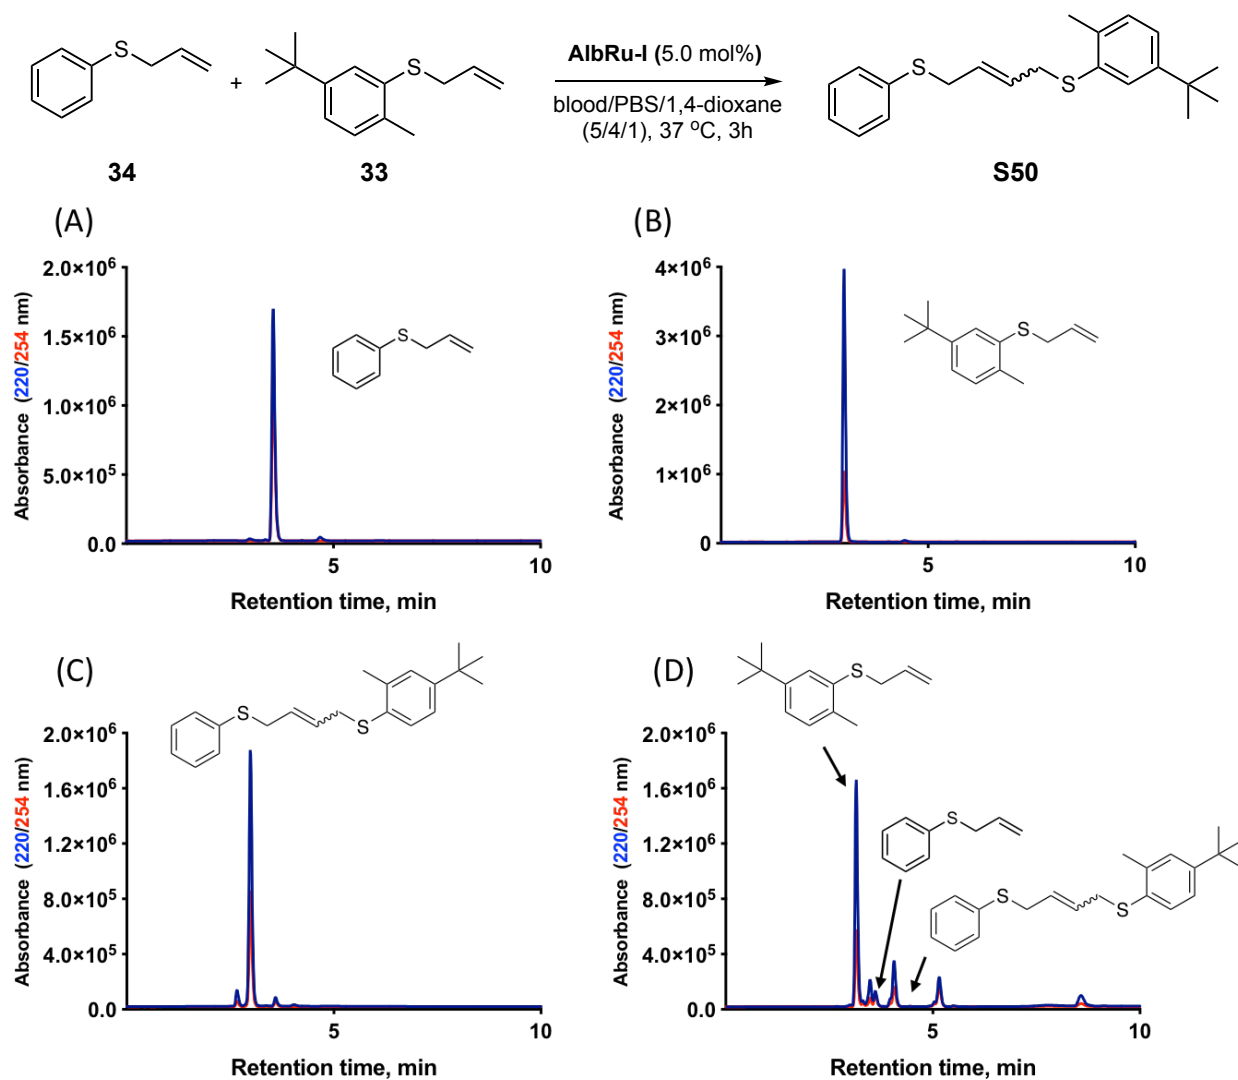 S
+
S
AlbRu-I (5.0 mol%)
blood/PBS/1,4-dioxane
(5/4/1), 37 ºC, 3h
S
S
34
33
S50
(A)
Absorbance (220/254 nm)
2.0×10⁶
1.5×10⁶
1.0×10⁶
5.0×10⁵
0.0
5
10
Retention time, min
S
(B)
Absorbance (220/254 nm)
4×10⁶
3×10⁶
2×10⁶
1×10⁶
0
5
10
Retention time, min
S
(C)
Absorbance (220/254 nm)
2.0×10⁶
1.6×10⁶
1.2×10⁶
8.0×10⁵
4.0×10⁵
0.0
5
10
Retention time, min
S
S
(D)
Absorbance (220/254 nm)
2.0×10⁶
1.6×10⁶
1.2×10⁶
8.0×10⁵
4.0×10⁵
0.0
5
10
Retention time, min
S
S
S
S